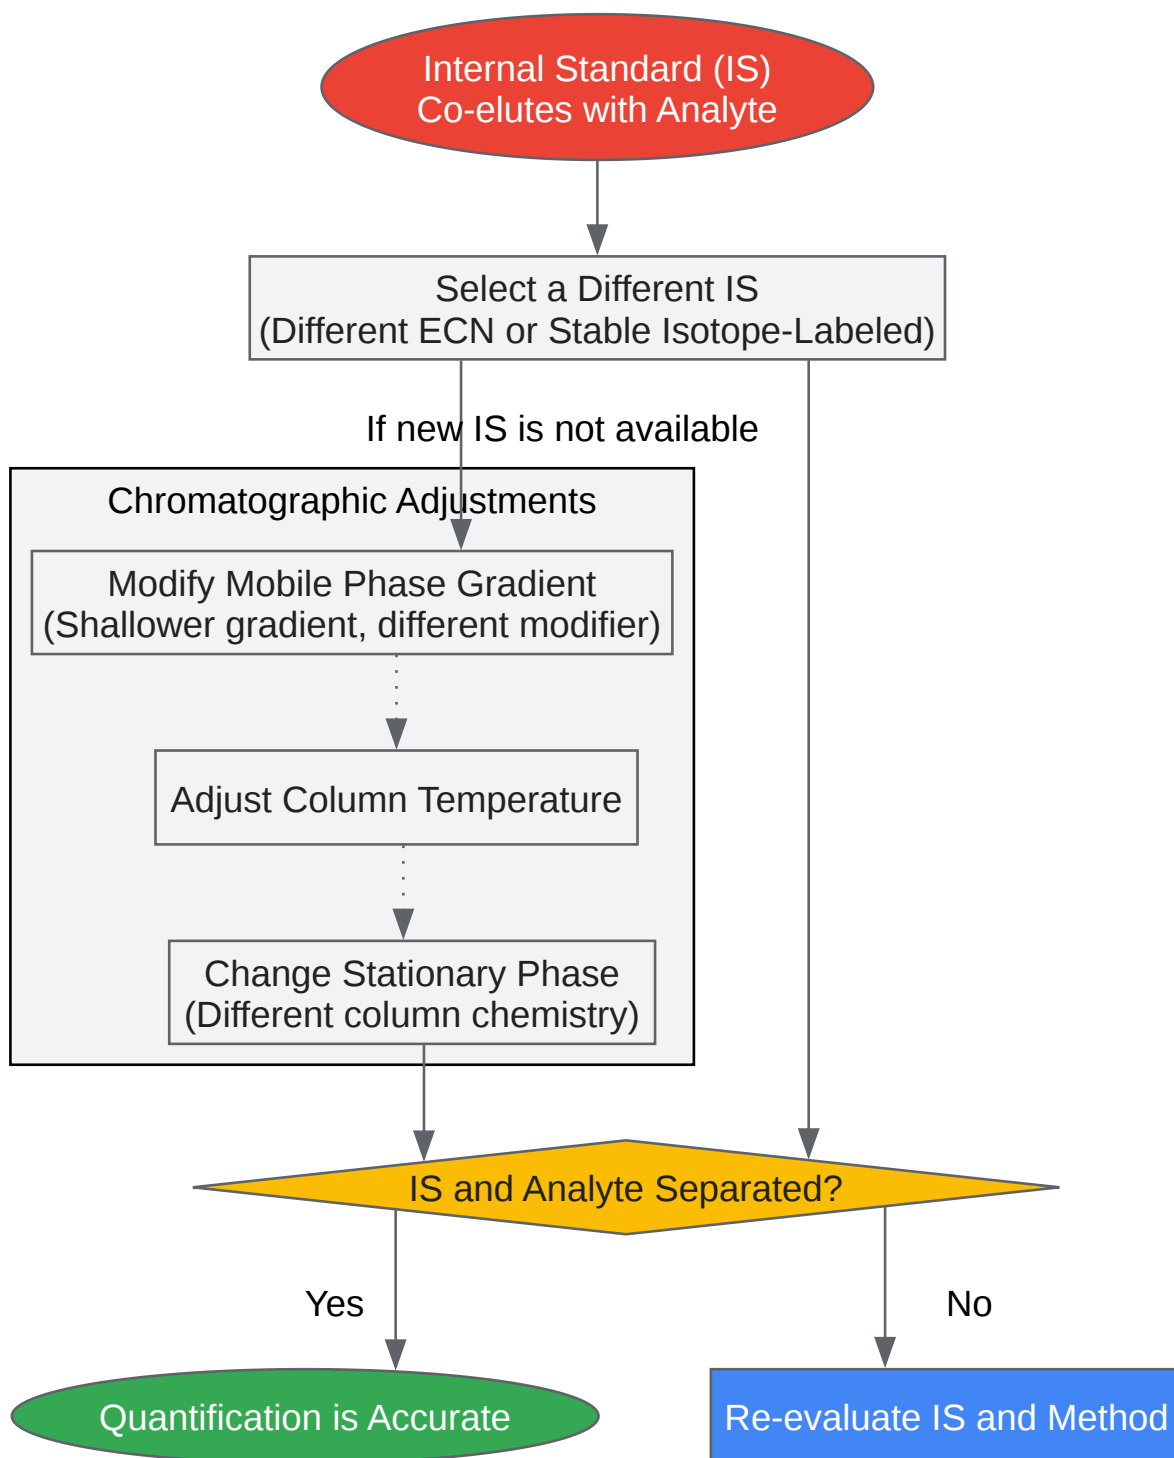 Internal Standard (IS)
Co-elutes with Analyte
Select a Different IS
(Different ECN or Stable Isotope-Labeled)
If new IS is not available
Chromatographic Adjustments
Modify Mobile Phase Gradient
(Shallower gradient, different modifier)
Adjust Column Temperature
Change Stationary Phase
(Different column chemistry)
IS and Analyte Separated?
Yes
No
Quantification is Accurate
Re-evaluate IS and Method